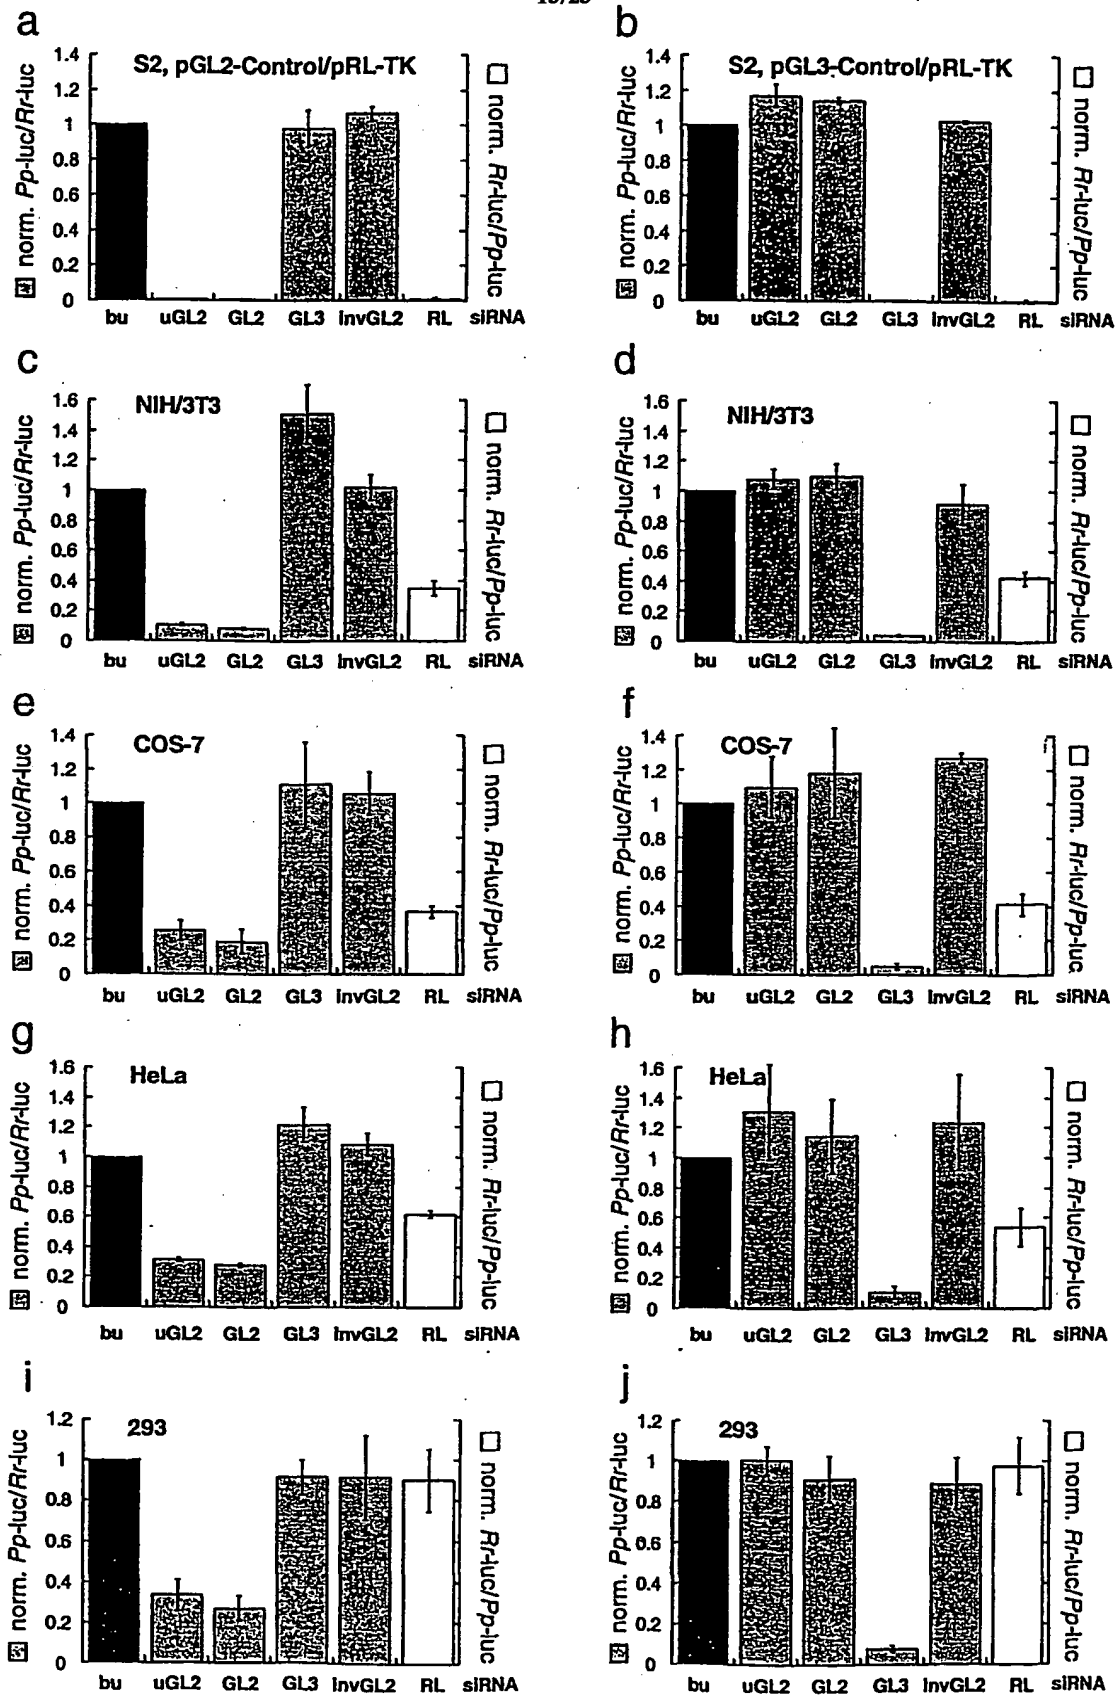 a
S2, pGL2-Control/pRL-TK
norm. Pp-luc/Rr-luc
norm. Rr-luc/Pp-luc
1.4
1.2
1
0.8
0.6
0.4
0.2
0
bu uGL2 GL2 GL3 invGL2 RL siRNA
b
S2, pGL3-Control/pRL-TK
norm. Pp-luc/Rr-luc
norm. Rr-luc/Pp-luc
1.4
1.2
1
0.8
0.6
0.4
0.2
0
bu uGL2 GL2 GL3 invGL2 RL siRNA
c
NIH/3T3
norm. Pp-luc/Rr-luc
norm. Rr-luc/Pp-luc
1.6
1.4
1.2
1
0.8
0.6
0.4
0.2
0
bu uGL2 GL2 GL3 invGL2 RL siRNA
d
NIH/3T3
norm. Pp-luc/Rr-luc
norm. Rr-luc/Pp-luc
1.6
1.4
1.2
1
0.8
0.6
0.4
0.2
0
bu uGL2 GL2 GL3 invGL2 RL siRNA
e
COS-7
norm. Pp-luc/Rr-luc
norm. Rr-luc/Pp-luc
1.4
1.2
1
0.8
0.6
0.4
0.2
0
bu uGL2 GL2 GL3 invGL2 RL siRNA
f
COS-7
norm. Pp-luc/Rr-luc
norm. Rr-luc/Pp-luc
1.4
1.2
1
0.8
0.6
0.4
0.2
0
bu uGL2 GL2 GL3 invGL2 RL siRNA
g
HeLa
norm. Pp-luc/Rr-luc
norm. Rr-luc/Pp-luc
1.6
1.4
1.2
1
0.8
0.6
0.4
0.2
0
bu uGL2 GL2 GL3 invGL2 RL siRNA
h
HeLa
norm. Pp-luc/Rr-luc
norm. Rr-luc/Pp-luc
1.6
1.4
1.2
1
0.8
0.6
0.4
0.2
0
bu uGL2 GL2 GL3 invGL2 RL siRNA
i
293
norm. Pp-luc/Rr-luc
norm. Rr-luc/Pp-luc
1.2
1
0.8
0.6
0.4
0.2
0
bu uGL2 GL2 GL3 invGL2 RL siRNA
j
293
norm. Pp-luc/Rr-luc
norm. Rr-luc/Pp-luc
1.2
1
0.8
0.6
0.4
0.2
0
bu uGL2 GL2 GL3 invGL2 RL siRNA